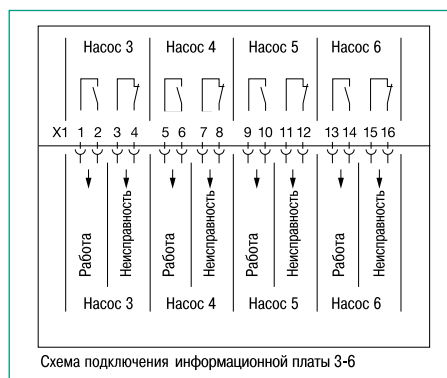 Насос 3 Насос 4 Насос 5 Насос 6
X1 1 2 3 4 5 6 7 8 9 10 11 12 13 14 15 16
Работа Неисправность Работа Неисправность Работа Неисправность Работа Неисправность
Насос 3 Насос 4 Насос 5 Насос 6
Схема подключения информационной платы 3-6